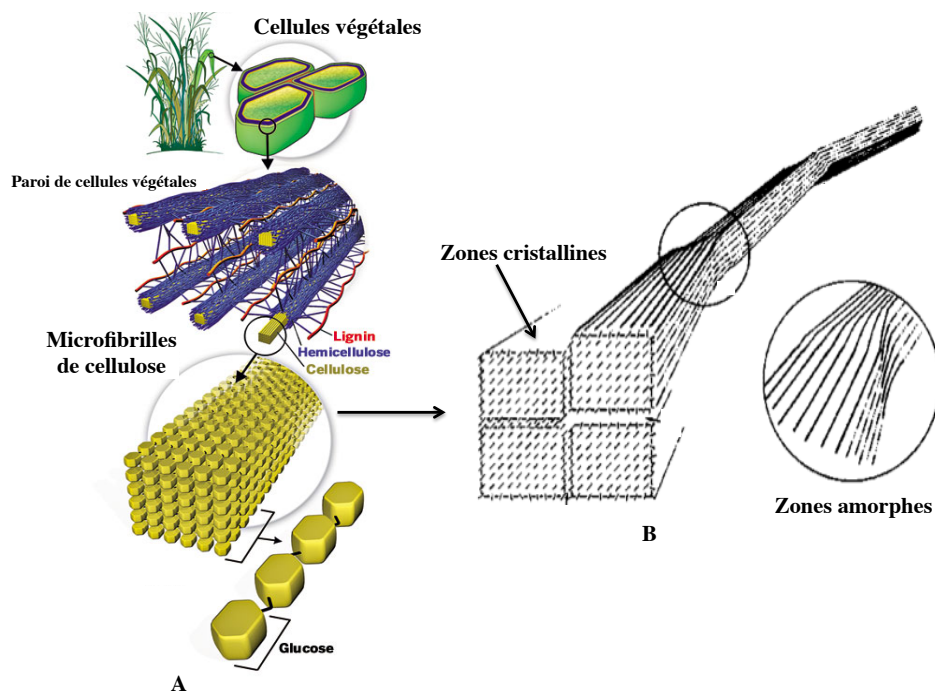 Cellules végétales
Paroi de cellules végétales
Lignin
Hemicellulose
Cellulose
Microfibrilles
de cellulose
Glucose
A
Zones cristallines
Zones amorphes
B